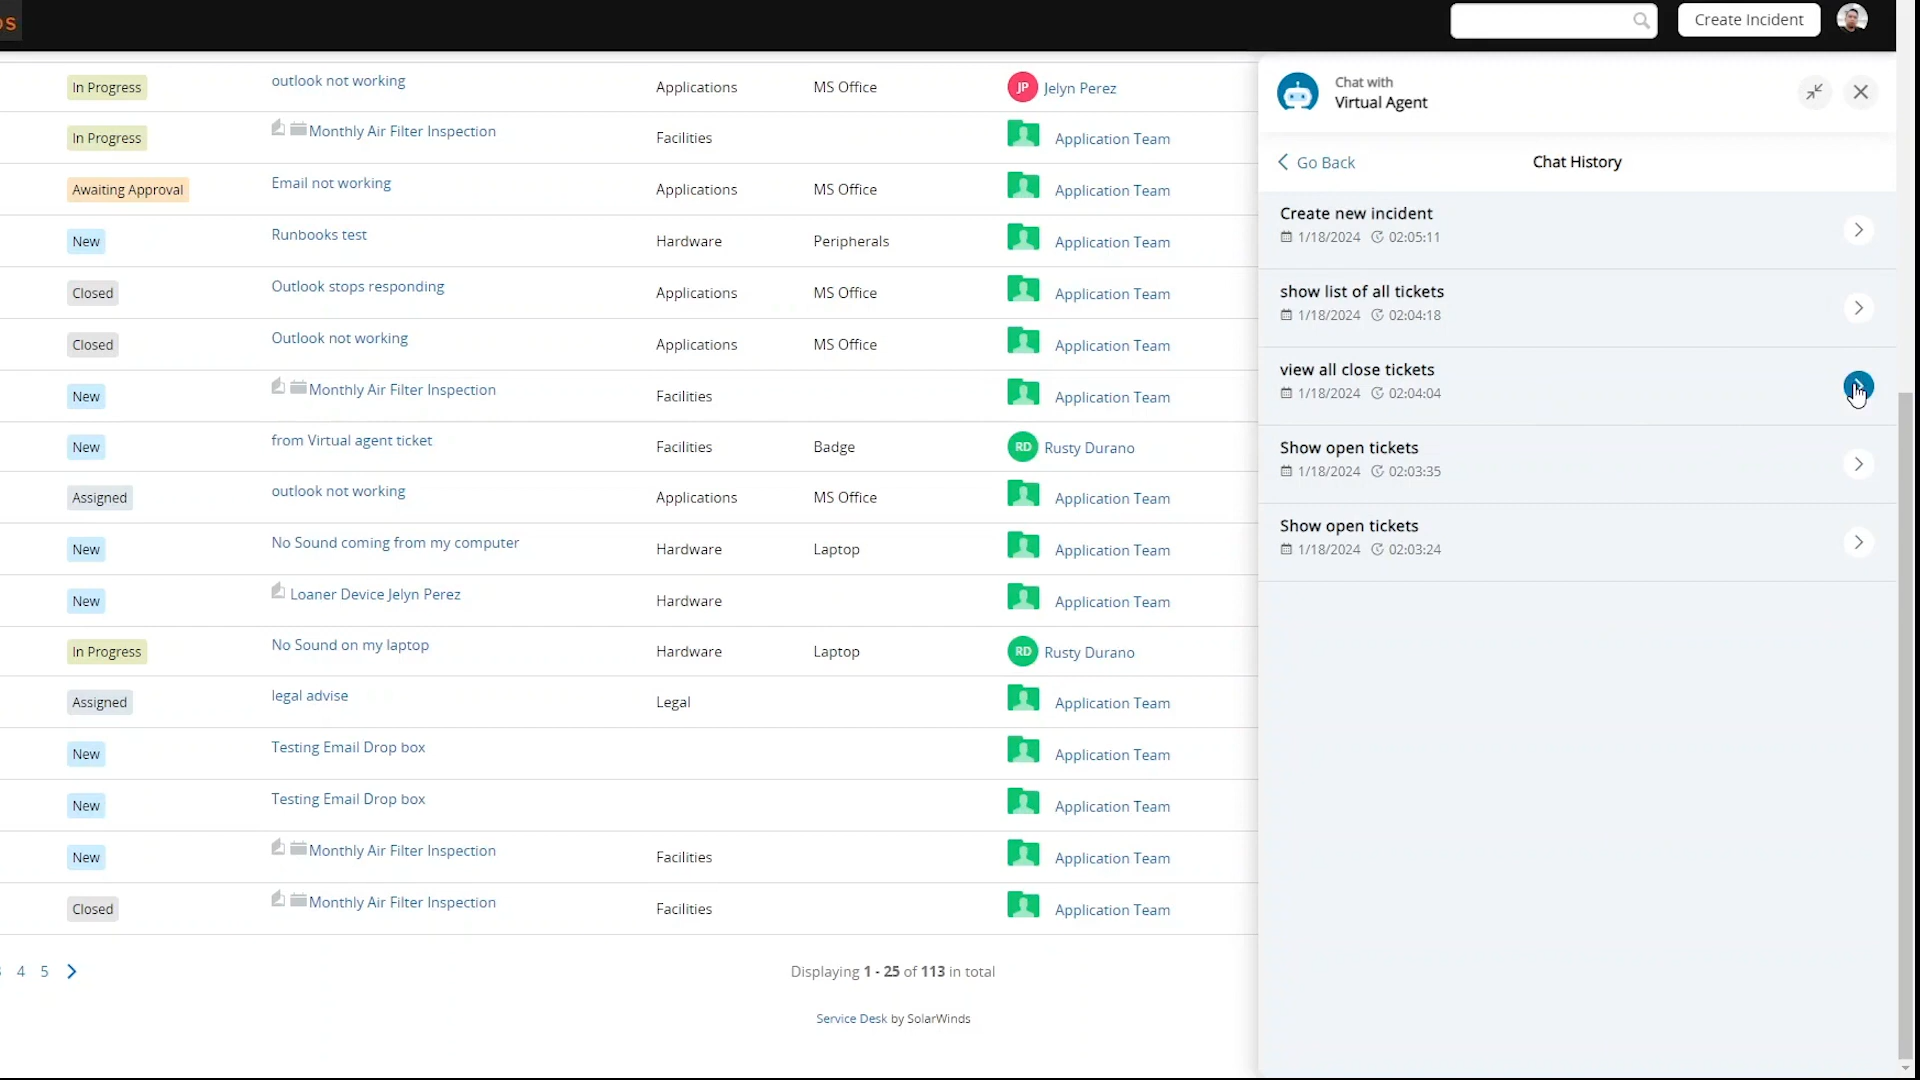 DS
Create Incident
In Progress outlook not working Applications MS Office JP Jelyn Perez
In Progress Monthly Air Filter Inspection Facilities Application Team
Awaiting Approval Email not working Applications MS Office Application Team
New Runbooks test Hardware Peripherals Application Team
Closed Outlook stops responding Applications MS Office Application Team
Closed Outlook not working Applications MS Office Application Team
New Monthly Air Filter Inspection Facilities Application Team
New from Virtual agent ticket Facilities Badge RD Rusty Durano
Assigned outlook not working Applications MS Office Application Team
New No Sound coming from my computer Hardware Laptop Application Team
New Loaner Device Jelyn Perez Hardware Application Team
In Progress No Sound on my laptop Hardware Laptop RD Rusty Durano
Assigned legal advise Legal Application Team
New Testing Email Drop box Application Team
New Testing Email Drop box Application Team
New Monthly Air Filter Inspection Facilities Application Team
Closed Monthly Air Filter Inspection Facilities Application Team
4 5
Displaying 1 - 25 of 113 in total
Service Desk by SolarWinds
Chat with
Virtual Agent
Go Back Chat History
Create new incident
1/18/2024 02:05:11
show list of all tickets
1/18/2024 02:04:18
view all close tickets
1/18/2024 02:04:04
Show open tickets
1/18/2024 02:03:35
Show open tickets
1/18/2024 02:03:24